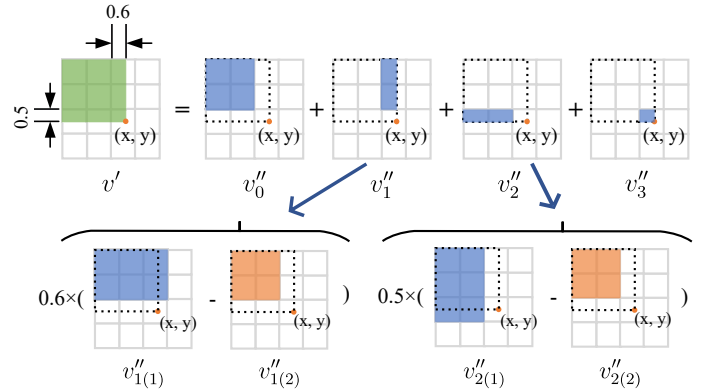 0.6
0.5
= + + +
(x, y) (x, y) (x, y) (x, y) (x, y)
v′ v″₀ v″₁ v″₂ v″₃
0.6×( - ) 0.5×( - )
(x, y) (x, y) (x, y) (x, y)
v″₁₍₁₎ v″₁₍₂₎ v″₂₍₁₎ v″₂₍₂₎